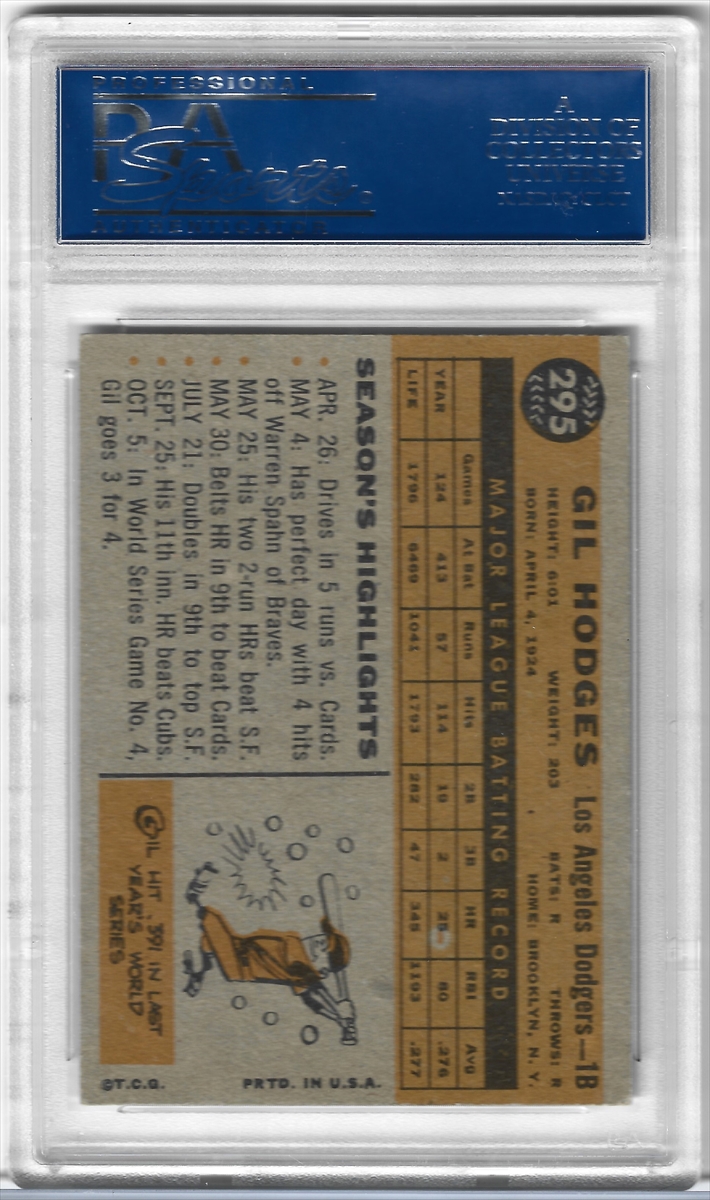 PROFESSIONAL
PSA
Sports
AUTHENTICATOR
A
DIVISION OF
COLLECTORS
UNIVERSE
295
GIL HODGES Los Angeles Dodgers—1B
HEIGHT: 6:01 WEIGHT: 203 BATS: R THROWS: R
BORN: APRIL 4, 1924 HOME: BROOKLYN, N. Y.
MAJOR LEAGUE BATTING RECORD
Games At Bat Runs Hits 2B 3B HR RBI Avg
YEAR 124 413 57 114 19 2 25 80 .276
LIFE 1796 6469 1041 1793 282 47 345 1193 .277
SEASON'S HIGHLIGHTS
• APR. 26: Drives in 5 runs vs. Cards.
• MAY 4: Has perfect day with 4 hits
off Warren Spahn of Braves.
• MAY 25: His two 2-run HRs beat S.F.
• MAY 30: Belts HR in 9th to beat Cards.
• JULY 21: Doubles in 9th to top S.F.
• SEPT. 25: His 11th inn. HR beats Cubs.
• OCT. 5: In World Series Game No. 4,
Gil goes 3 for 4.
GIL HIT .391 IN LAST
YEAR'S WORLD
SERIES
©T.C.G. PRTD. IN U.S.A.